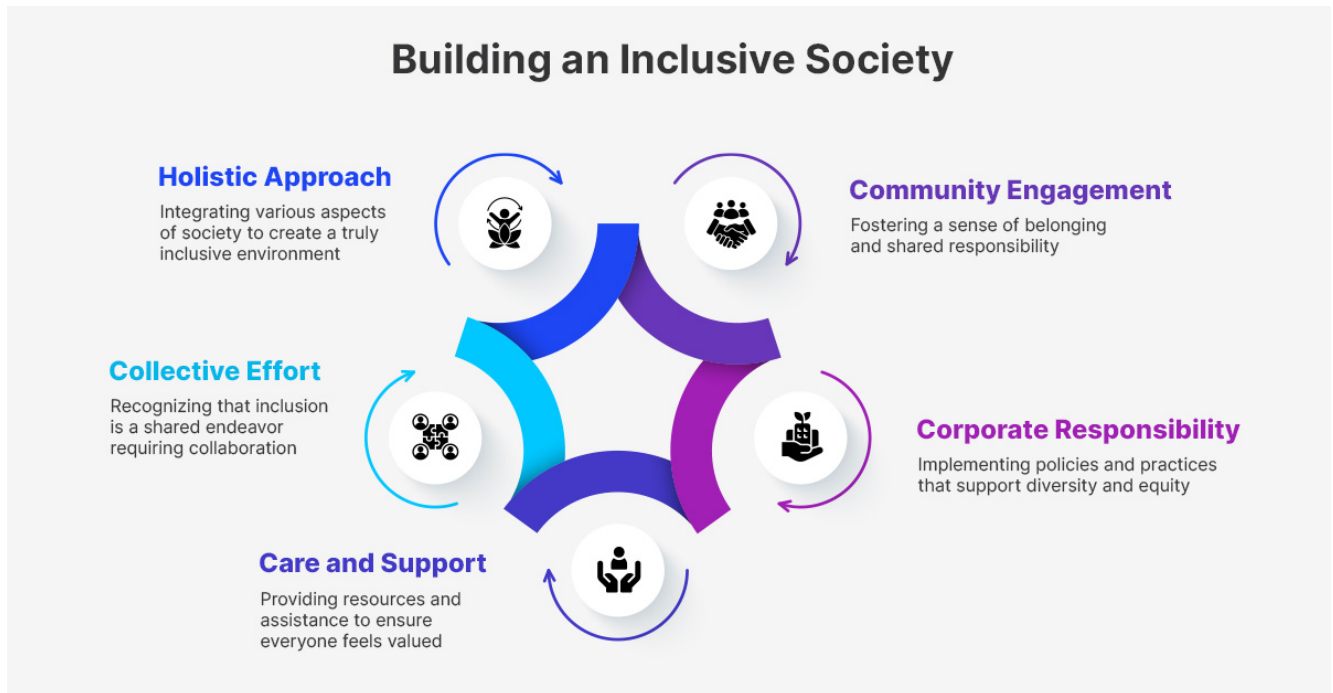 Building an Inclusive Society
Holistic Approach
Integrating various aspects
of society to create a truly
inclusive environment
Community Engagement
Fostering a sense of belonging
and shared responsibility
Collective Effort
Recognizing that inclusion
is a shared endeavor
requiring collaboration
Corporate Responsibility
Implementing policies and practices
that support diversity and equity
Care and Support
Providing resources and
assistance to ensure
everyone feels valued